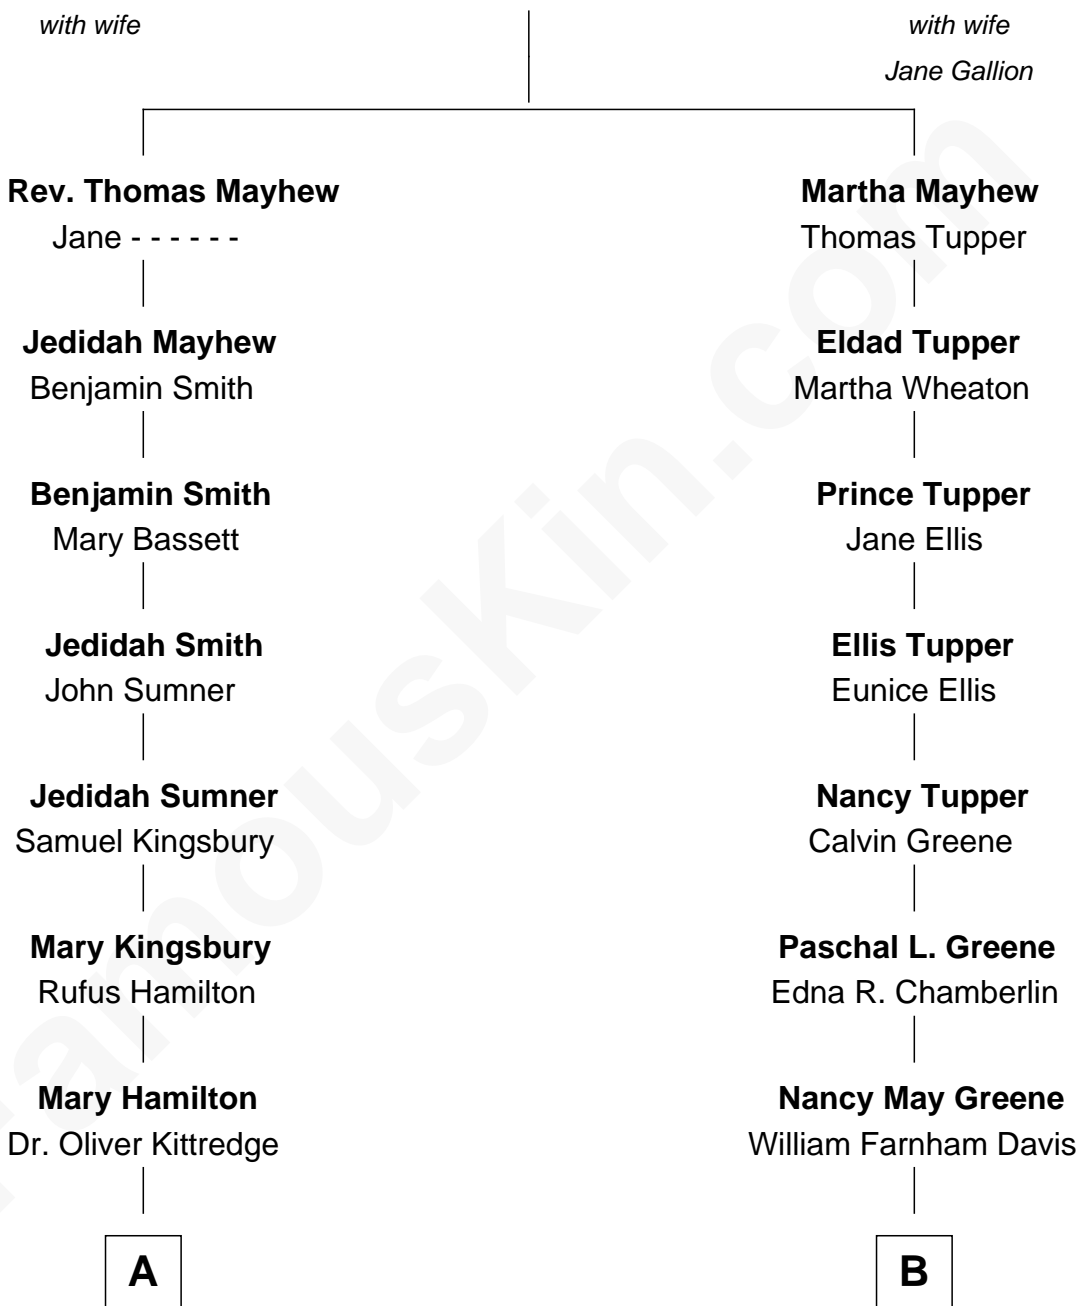 with wife
with wife
Jane Gallion
Rev. Thomas Mayhew
Jane - - - - - -
Martha Mayhew
Thomas Tupper
Jedidah Mayhew
Benjamin Smith
Eldad Tupper
Martha Wheaton
Benjamin Smith
Mary Bassett
Prince Tupper
Jane Ellis
Jedidah Smith
John Sumner
Ellis Tupper
Eunice Ellis
Jedidah Sumner
Samuel Kingsbury
Nancy Tupper
Calvin Greene
Mary Kingsbury
Rufus Hamilton
Paschal L. Greene
Edna R. Chamberlin
Mary Hamilton
Dr. Oliver Kittredge
Nancy May Greene
William Farnham Davis
A
B
FamousKin.com